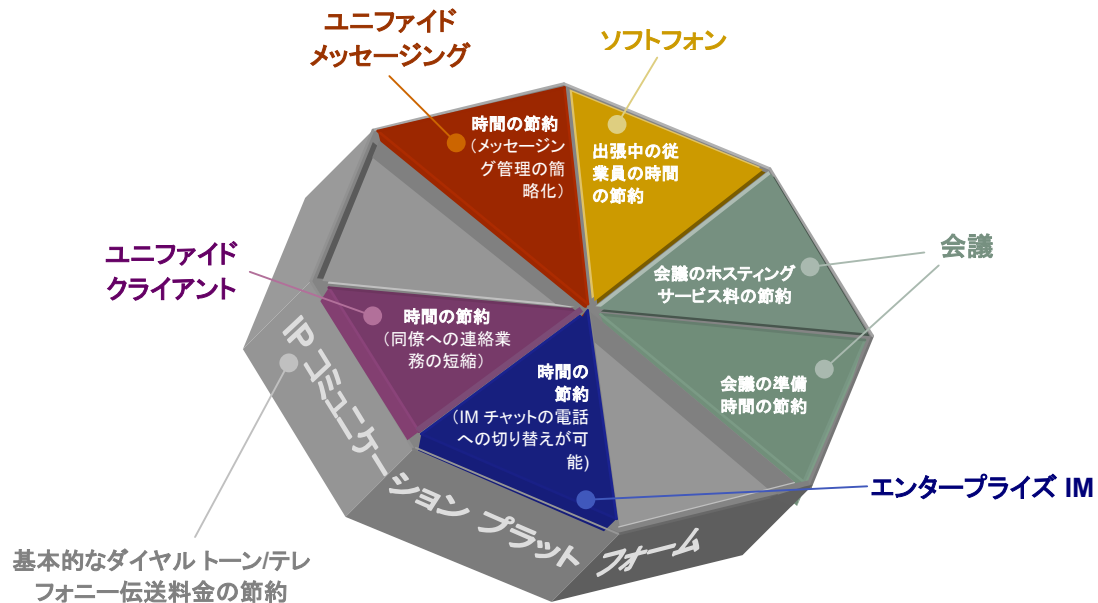 ユニファイド
メッセージング
ソフトフォン
時間の節約
（メッセージン
グ管理の簡
略化）
出張中の従
業員の時間
の節約
会議
ユニファイド
クライアント
会議のホスティング
サービス料の節約
時間の節約
（同僚への連絡業
務の短縮）
時間の
節約
（IM チャットの電話
への切り替えが可
能)
会議の準備
時間の節約
エンタープライズ IM
IP コミュニケーション プラットフォーム
基本的なダイヤル トーン/テレ
フォニー伝送料金の節約